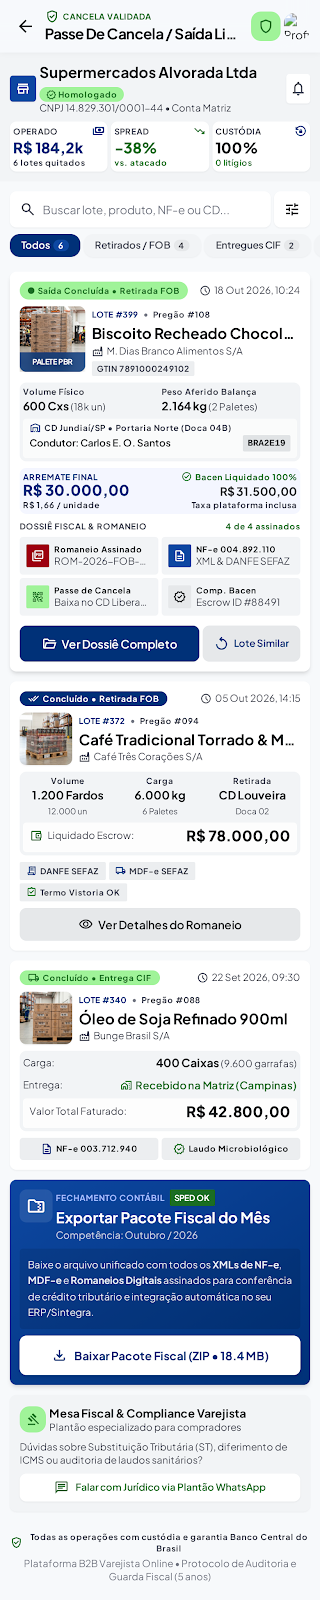 CANCELA VALIDADA
Passe De Cancela / Saída Li...
Prof
Supermercados Alvorada Ltda
Homologado
CNPJ 14.829.301/0001-44 • Conta Matriz
OPERADO
R$ 184,2k
6 lotes quitados
SPREAD
-38%
vs. atacado
CUSTÓDIA
100%
0 litígios
Buscar lote, produto, NF-e ou CD...
Todos 6
Retirados / FOB 4
Entregues CIF 2
Saída Concluída • Retirada FOB
18 Out 2026, 10:24
PALETE PBR
LOTE #399 • Pregão #108
Biscoito Recheado Chocol...
M. Dias Branco Alimentos S/A
GTIN 7891000249102
Volume Físico
600 Cxs (18k un)
Peso Aferido Balança
2.164 kg (2 Paletes)
CD Jundiaí/SP • Portaria Norte (Doca 04B)
Condutor: Carlos E. O. Santos
BRA2E19
ARREMATE FINAL
R$ 30.000,00
R$ 1,66 / unidade
Bacen Liquidado 100%
R$ 31.500,00
Taxa plataforma inclusa
DOSSIÊ FISCAL & ROMANEIO
4 de 4 assinados
Romaneio Assinado
ROM-2026-FOB-...
NF-e 004.892.110
XML & DANFE SEFAZ
Passe de Cancela
Baixa no CD Libera...
Comp. Bacen
Escrow ID #88491
Ver Dossiê Completo
Lote Similar
Concluído • Retirada FOB
05 Out 2026, 14:15
LOTE #372 • Pregão #094
Café Tradicional Torrado & M...
Café Três Corações S/A
Volume
1.200 Fardos
12.000 un
Carga
6.000 kg
6 Paletes
Retirada
CD Louveira
Doca 02
Liquidado Escrow:
R$ 78.000,00
DANFE SEFAZ
MDF-e SEFAZ
Termo Vistoria OK
Ver Detalhes do Romaneio
Concluído • Entrega CIF
22 Set 2026, 09:30
LOTE #340 • Pregão #088
Óleo de Soja Refinado 900ml
Bunge Brasil S/A
Carga:
400 Caixas (9.600 garrafas)
Entrega:
Recebido na Matriz (Campinas)
Valor Total Faturado:
R$ 42.800,00
NF-e 003.712.940
Laudo Microbiológico
FECHAMENTO CONTÁBIL
SPED OK
Exportar Pacote Fiscal do Mês
Competência: Outubro / 2026
Baixe o arquivo unificado com todos os XMLs de NF-e,
MDF-e e Romaneios Digitais assinados para conferência
de crédito tributário e integração automática no seu
ERP/Sintegra.
Baixar Pacote Fiscal (ZIP • 18.4 MB)
Mesa Fiscal & Compliance Varejista
Plantão especializado para compradores
Dúvidas sobre Substituição Tributária (ST), diferimento de
ICMS ou auditoria de laudos sanitários?
Falar com Jurídico via Plantão WhatsApp
Todas as operações com custódia e garantia Banco Central do
Brasil
Plataforma B2B Varejista Online • Protocolo de Auditoria e
Guarda Fiscal (5 anos)